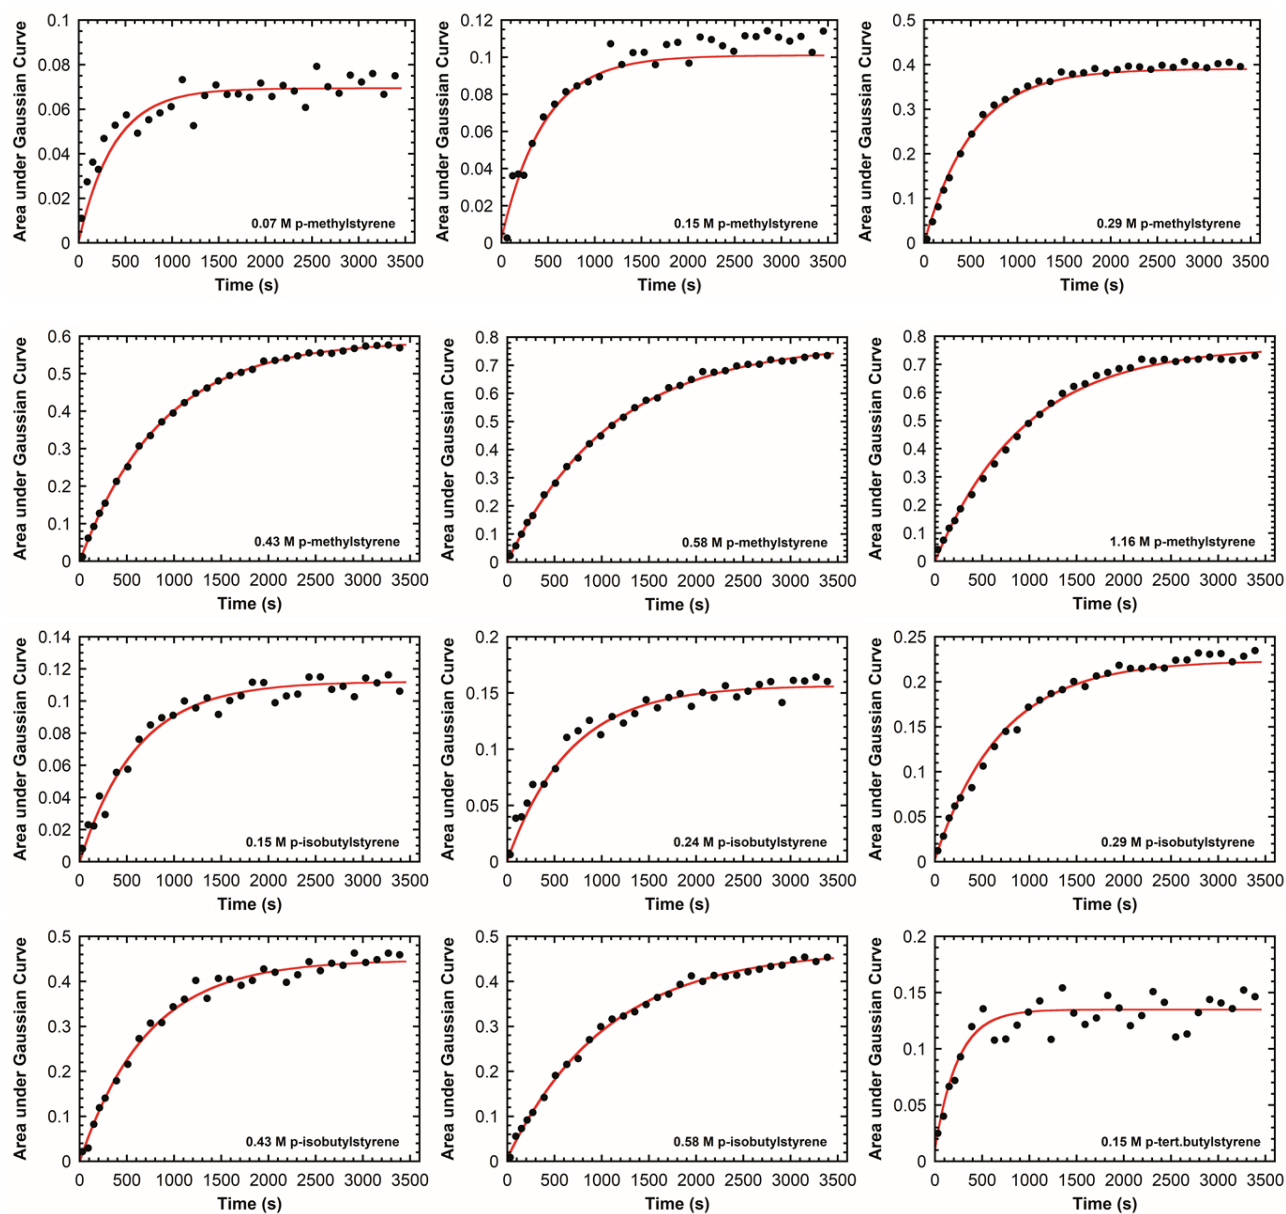 Area under Gaussian Curve
0.1
0.08
0.06
0.04
0.02
0
0.07 M p-methylstyrene
0 500 1000 1500 2000 2500 3000 3500
Time (s)
Area under Gaussian Curve
0.12
0.1
0.08
0.06
0.04
0.02
0
0.15 M p-methylstyrene
0 500 1000 1500 2000 2500 3000 3500
Time (s)
Area under Gaussian Curve
0.5
0.4
0.3
0.2
0.1
0
0.29 M p-methylstyrene
0 500 1000 1500 2000 2500 3000 3500
Time (s)
Area under Gaussian Curve
0.6
0.5
0.4
0.3
0.2
0.1
0
0.43 M p-methylstyrene
0 500 1000 1500 2000 2500 3000 3500
Time (s)
Area under Gaussian Curve
0.8
0.7
0.6
0.5
0.4
0.3
0.2
0.1
0
0.58 M p-methylstyrene
0 500 1000 1500 2000 2500 3000 3500
Time (s)
Area under Gaussian Curve
0.8
0.7
0.6
0.5
0.4
0.3
0.2
0.1
0
1.16 M p-methylstyrene
0 500 1000 1500 2000 2500 3000 3500
Time (s)
Area under Gaussian Curve
0.14
0.12
0.1
0.08
0.06
0.04
0.02
0
0.15 M p-isobutylstyrene
0 500 1000 1500 2000 2500 3000 3500
Time (s)
Area under Gaussian Curve
0.2
0.15
0.1
0.05
0
0.24 M p-isobutylstyrene
0 500 1000 1500 2000 2500 3000 3500
Time (s)
Area under Gaussian Curve
0.25
0.2
0.15
0.1
0.05
0
0.29 M p-isobutylstyrene
0 500 1000 1500 2000 2500 3000 3500
Time (s)
Area under Gaussian Curve
0.5
0.4
0.3
0.2
0.1
0
0.43 M p-isobutylstyrene
0 500 1000 1500 2000 2500 3000 3500
Time (s)
Area under Gaussian Curve
0.5
0.4
0.3
0.2
0.1
0
0.58 M p-isobutylstyrene
0 500 1000 1500 2000 2500 3000 3500
Time (s)
Area under Gaussian Curve
0.2
0.15
0.1
0.05
0
0.15 M p-tert.butylstyrene
0 500 1000 1500 2000 2500 3000 3500
Time (s)